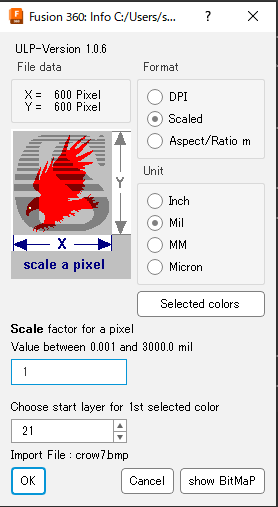 Fusion 360: Info C:/Users/s...
ULP-Version 1.0.6
File data
X = 600 Pixel
Y = 600 Pixel
Format
DPI
Scaled
Aspect/Ratio m
Y
X
scale a pixel
Unit
Inch
Mil
MM
Micron
Selected colors
Scale factor for a pixel
Value between 0.001 and 3000.0 mil
1
Choose start layer for 1st selected color
21
Import File : crow7.bmp
OK
Cancel
show BitMaP